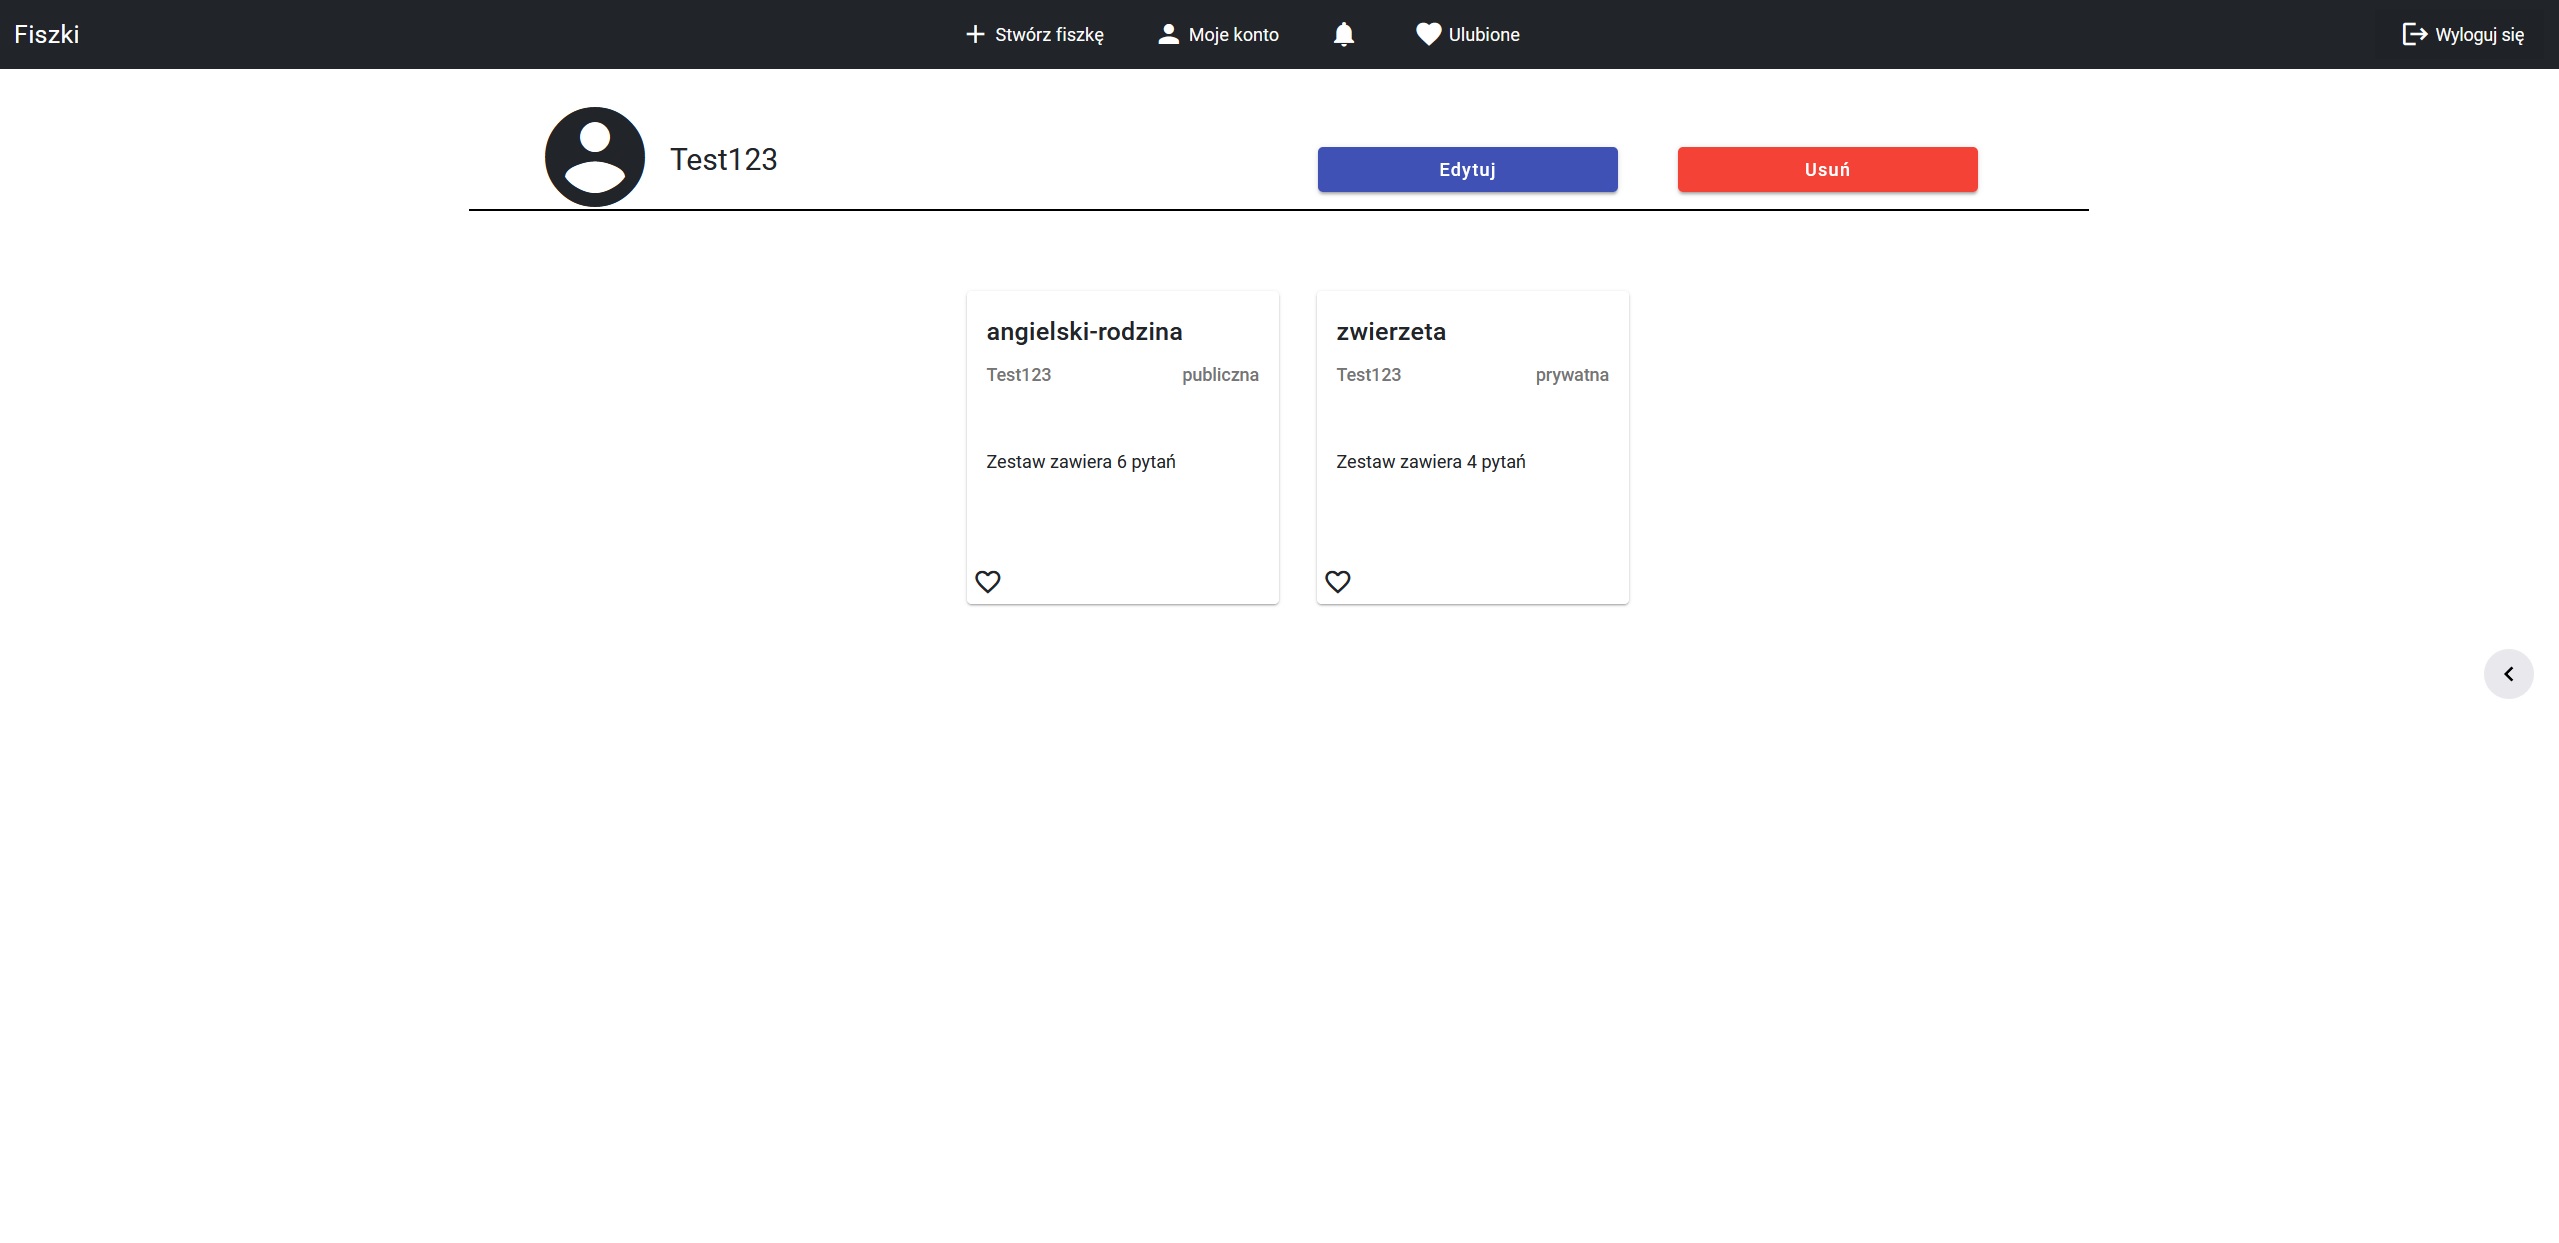 Fiszki
Stwórz fiszkę
Moje konto
Ulubione
Wyloguj się
Test123
Edytuj
Usuń
angielski-rodzina
Test123 publiczna
Zestaw zawiera 6 pytań
zwierzeta
Test123 prywatna
Zestaw zawiera 4 pytań